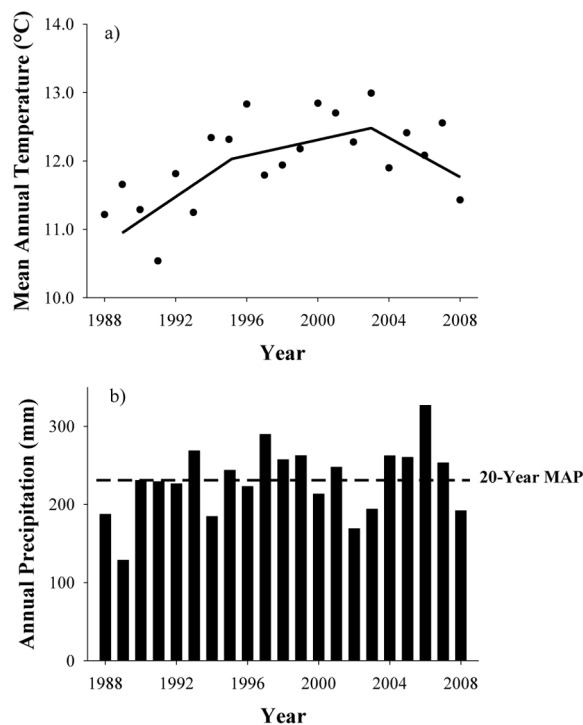 a)
Mean Annual Temperature (°C)
14.0
13.0
12.0
11.0
10.0
1988 1992 1996 2000 2004 2008
Year
b)
Annual Precipitation (mm)
300
200
100
0
20-Year MAP
1988 1992 1996 2000 2004 2008
Year